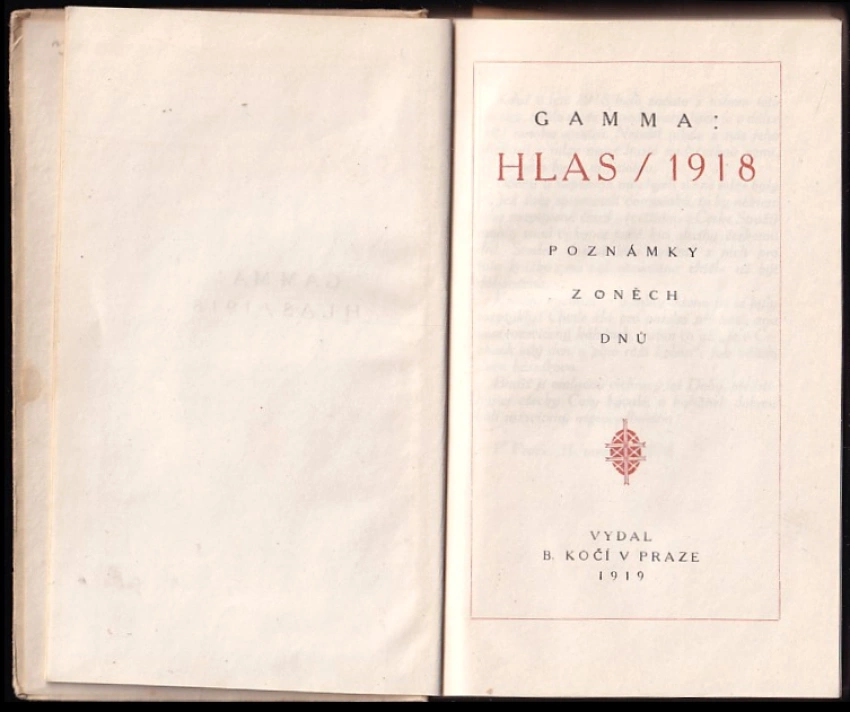 GAMMA:
HLAS / 1918
POZNÁMKY
Z ONĚCH
DNŮ
VYDAL
B. KOČÍ V PRAZE
1919